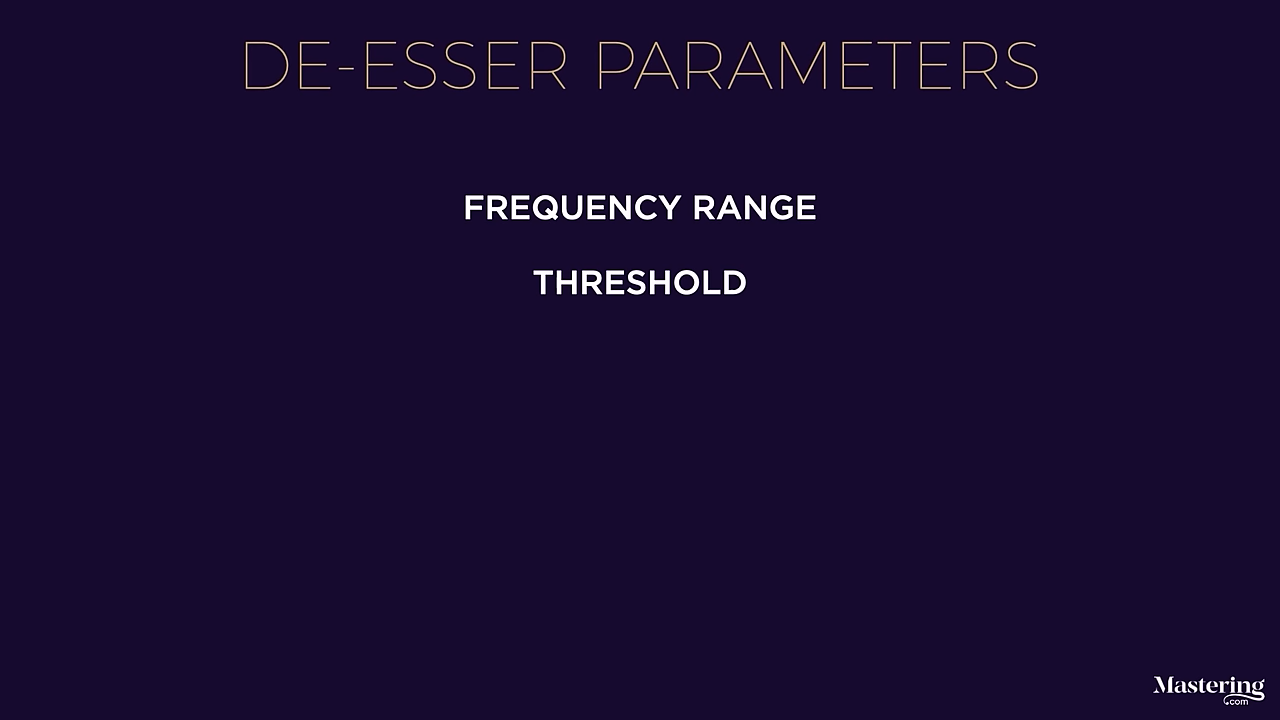 DE-ESSER PARAMETERS
FREQUENCY RANGE
THRESHOLD
Mastering
.com